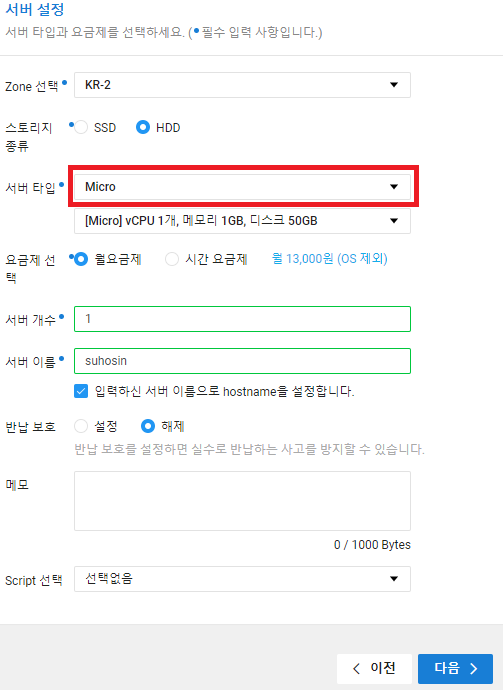 서버 설정
서버 타입과 요금제를 선택하세요. (• 필수 입력 사항입니다.)
Zone 선택•
KR-2
스토리지 종류•
SSD
HDD
서버 타입•
Micro
[Micro] vCPU 1개, 메모리 1GB, 디스크 50GB
요금제 선택•
월요금제
시간 요금제
월 13,000원 (OS 제외)
서버 개수•
1
서버 이름•
suhosin
입력하신 서버 이름으로 hostname을 설정합니다.
반납 보호
설정
해제
반납 보호를 설정하면 실수로 반납하는 사고를 방지할 수 있습니다.
메모
0 / 1000 Bytes
Script 선택
선택없음
이전
다음